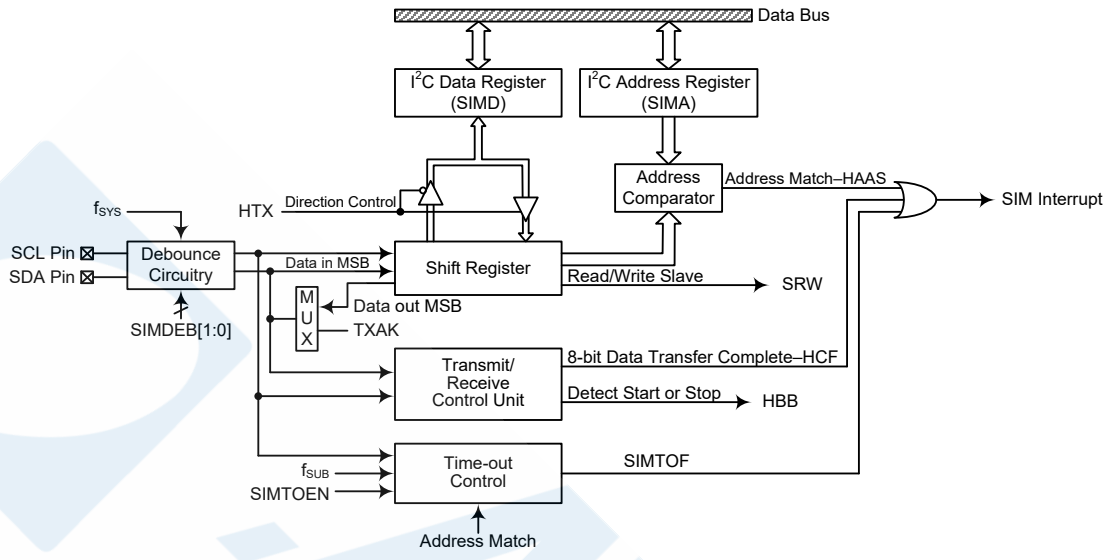 Data Bus
I²C Data Register
(SIMD)
I²C Address Register
(SIMA)
Address
Comparator
Address Match–HAAS
SIM Interrupt
HTX
Direction Control
fSYS
SCL Pin
SDA Pin
Debounce
Circuitry
SIMDEB[1:0]
Data in MSB
Shift Register
Read/Write Slave
SRW
M
U
X
Data out MSB
TXAK
Transmit/
Receive
Control Unit
8-bit Data Transfer Complete–HCF
Detect Start or Stop
HBB
fSUB
SIMTOEN
Time-out
Control
SIMTOF
Address Match